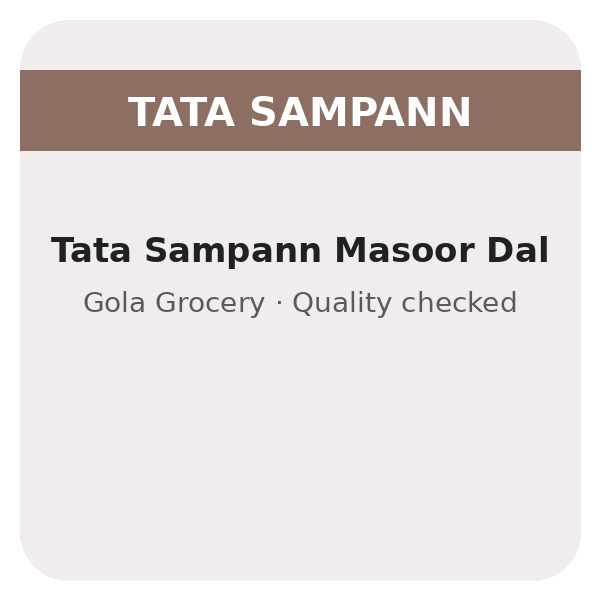 TATA SAMPANN
Tata Sampann Masoor Dal
Gola Grocery · Quality checked